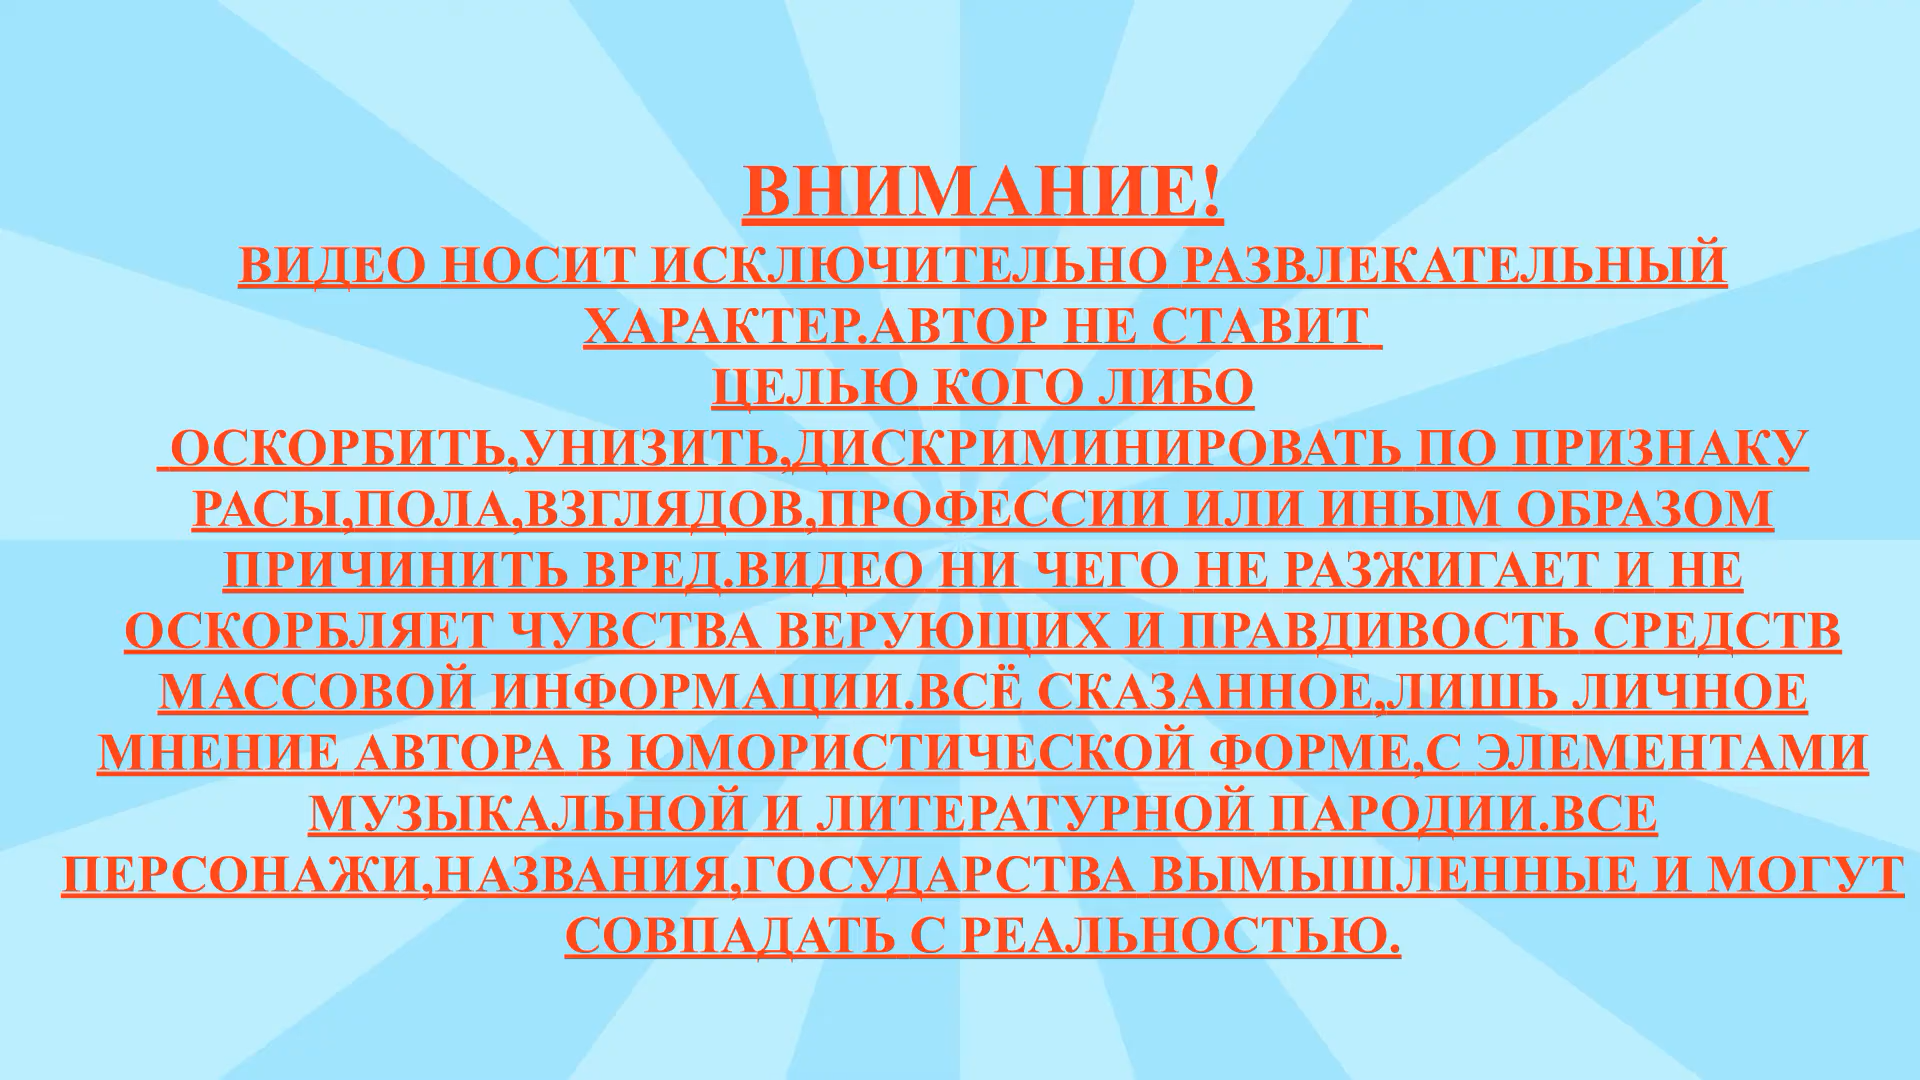 ВНИМАНИЕ!
ВИДЕО НОСИТ ИСКЛЮЧИТЕЛЬНО РАЗВЛЕКАТЕЛЬНЫЙ
ХАРАКТЕР.АВТОР НЕ СТАВИТ
ЦЕЛЬЮ КОГО ЛИБО
ОСКОРБИТЬ,УНИЗИТЬ,ДИСКРИМИНИРОВАТЬ ПО ПРИЗНАКУ
РАСЫ,ПОЛА,ВЗГЛЯДОВ,ПРОФЕССИИ ИЛИ ИНЫМ ОБРАЗОМ
ПРИЧИНИТЬ ВРЕД.ВИДЕО НИ ЧЕГО НЕ РАЗЖИГАЕТ И НЕ
ОСКОРБЛЯЕТ ЧУВСТВА ВЕРУЮЩИХ И ПРАВДИВОСТЬ СРЕДСТВ
МАССОВОЙ ИНФОРМАЦИИ.ВСЁ СКАЗАННОЕ,ЛИШЬ ЛИЧНОЕ
МНЕНИЕ АВТОРА В ЮМОРИСТИЧЕСКОЙ ФОРМЕ,С ЭЛЕМЕНТАМИ
МУЗЫКАЛЬНОЙ И ЛИТЕРАТУРНОЙ ПАРОДИИ.ВСЕ
ПЕРСОНАЖИ,НАЗВАНИЯ,ГОСУДАРСТВА ВЫМЫШЛЕННЫЕ И МОГУТ
СОВПАДАТЬ С РЕАЛЬНОСТЬЮ.